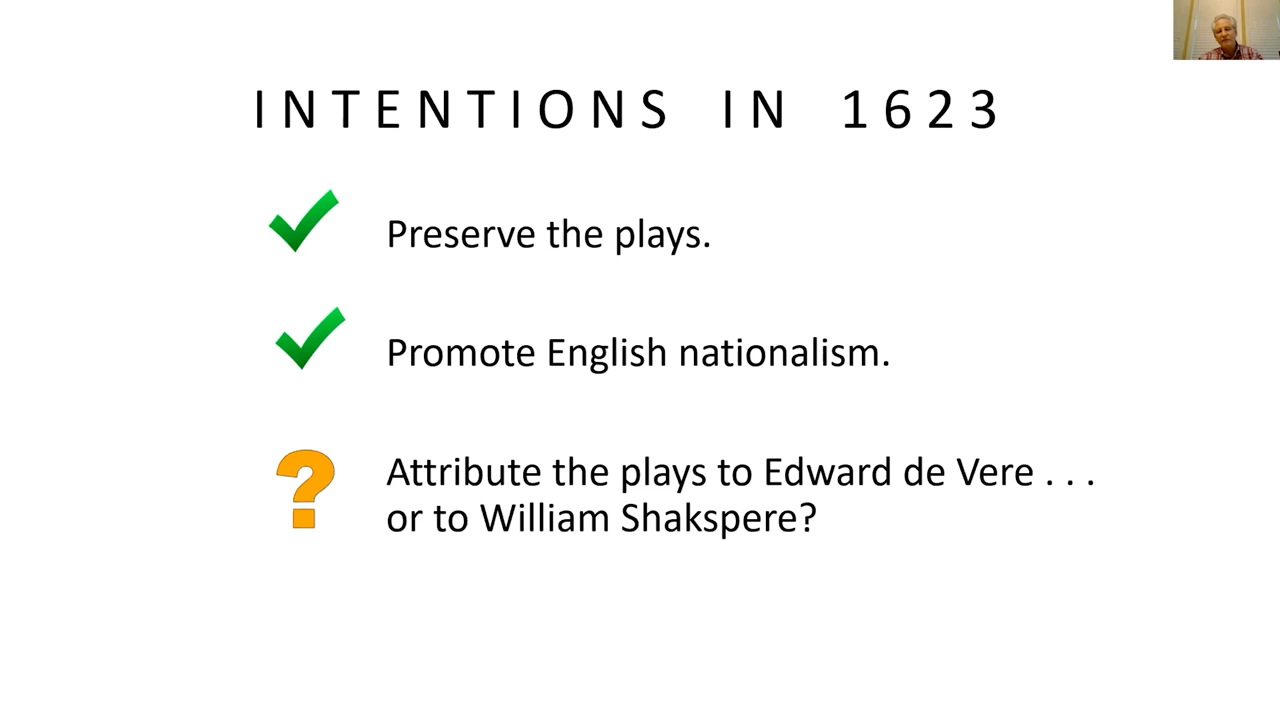 INTENTIONS IN 1623
Preserve the plays.
Promote English nationalism.
Attribute the plays to Edward de Vere . . .
or to William Shakspere?